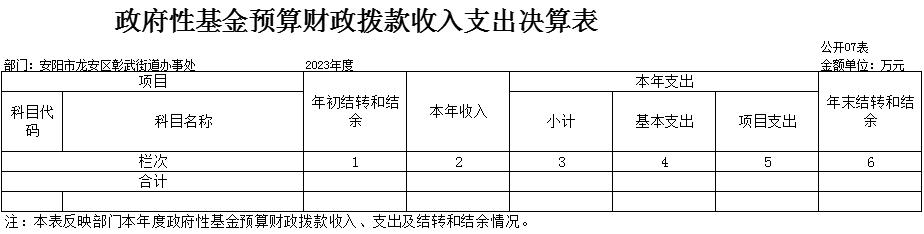 政府性基金预算财政拨款收入支出决算表
公开07表
部门：安阳市龙安区彰武街道办事处 2023年度 金额单位：万元
项目 年初结转和结余 本年收入 本年支出 年末结转和结余
科目代码 科目名称 小计 基本支出 项目支出
栏次 1 2 3 4 5 6
合计
注：本表反映部门本年度政府性基金预算财政拨款收入、支出及结转和结余情况。